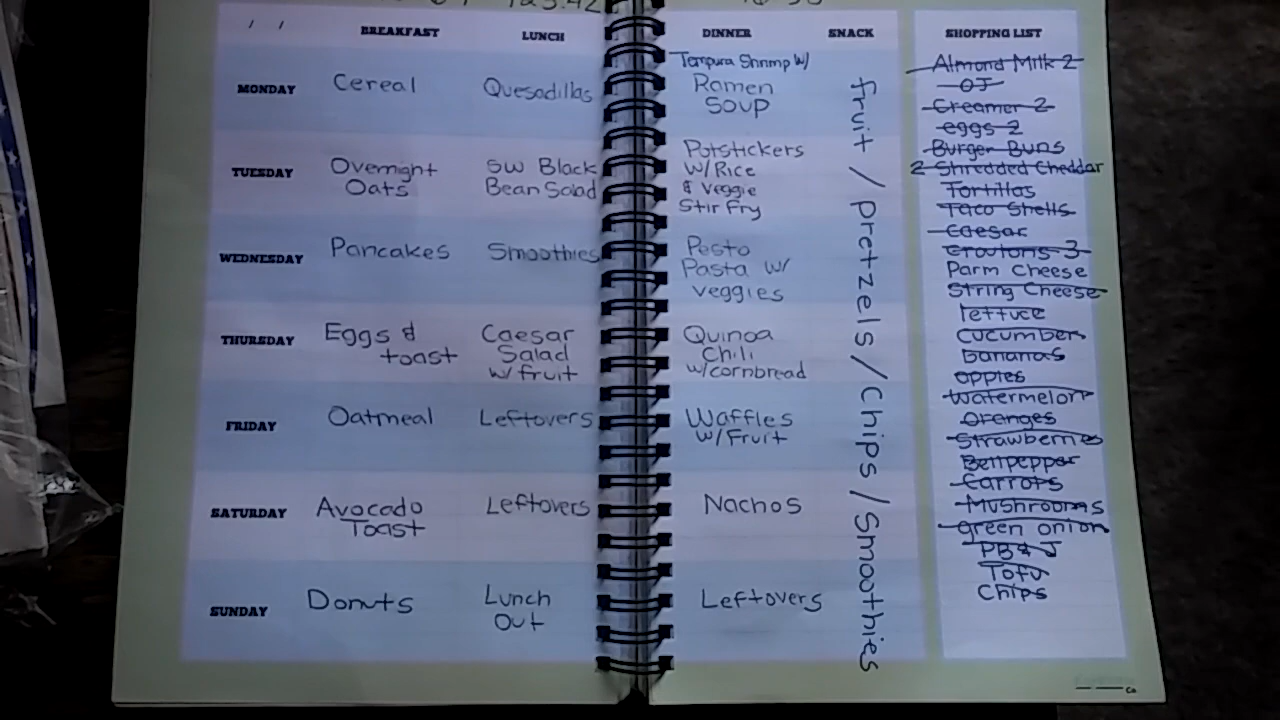 BREAKFAST LUNCH DINNER SNACK SHOPPING LIST
MONDAY
Cereal
Quesadillas
Tempura Shrimp w/
Ramen
Soup
TUESDAY
Overnight
Oats
SW Black
Bean Salad
Potstickers
w/Rice
& Veggie
Stir Fry
WEDNESDAY
Pancakes
Smoothies
Pesto
Pasta w/
veggies
THURSDAY
Eggs &
toast
Caesar
Salad
w/ fruit
Quinoa
Chili
w/cornbread
FRIDAY
Oatmeal
Leftovers
Waffles
w/Fruit
SATURDAY
Avocado
Toast
Leftovers
Nachos
SUNDAY
Donuts
Lunch
Out
Leftovers
fruit / pretzels / Chips / Smoothies
Almond Milk 2
OJ
Creamer 2
eggs 2
Burger Buns
2 Shredded Cheddar
Tortillas
Taco Shells
Caesar
Croutons 3
Parm Cheese
String Cheese
lettuce
cucumber
bananas
apples
Watermelon
Oranges
Strawberries
Bellpepper
Carrots
Mushrooms
green onion
PB & J
Tofu
Chips